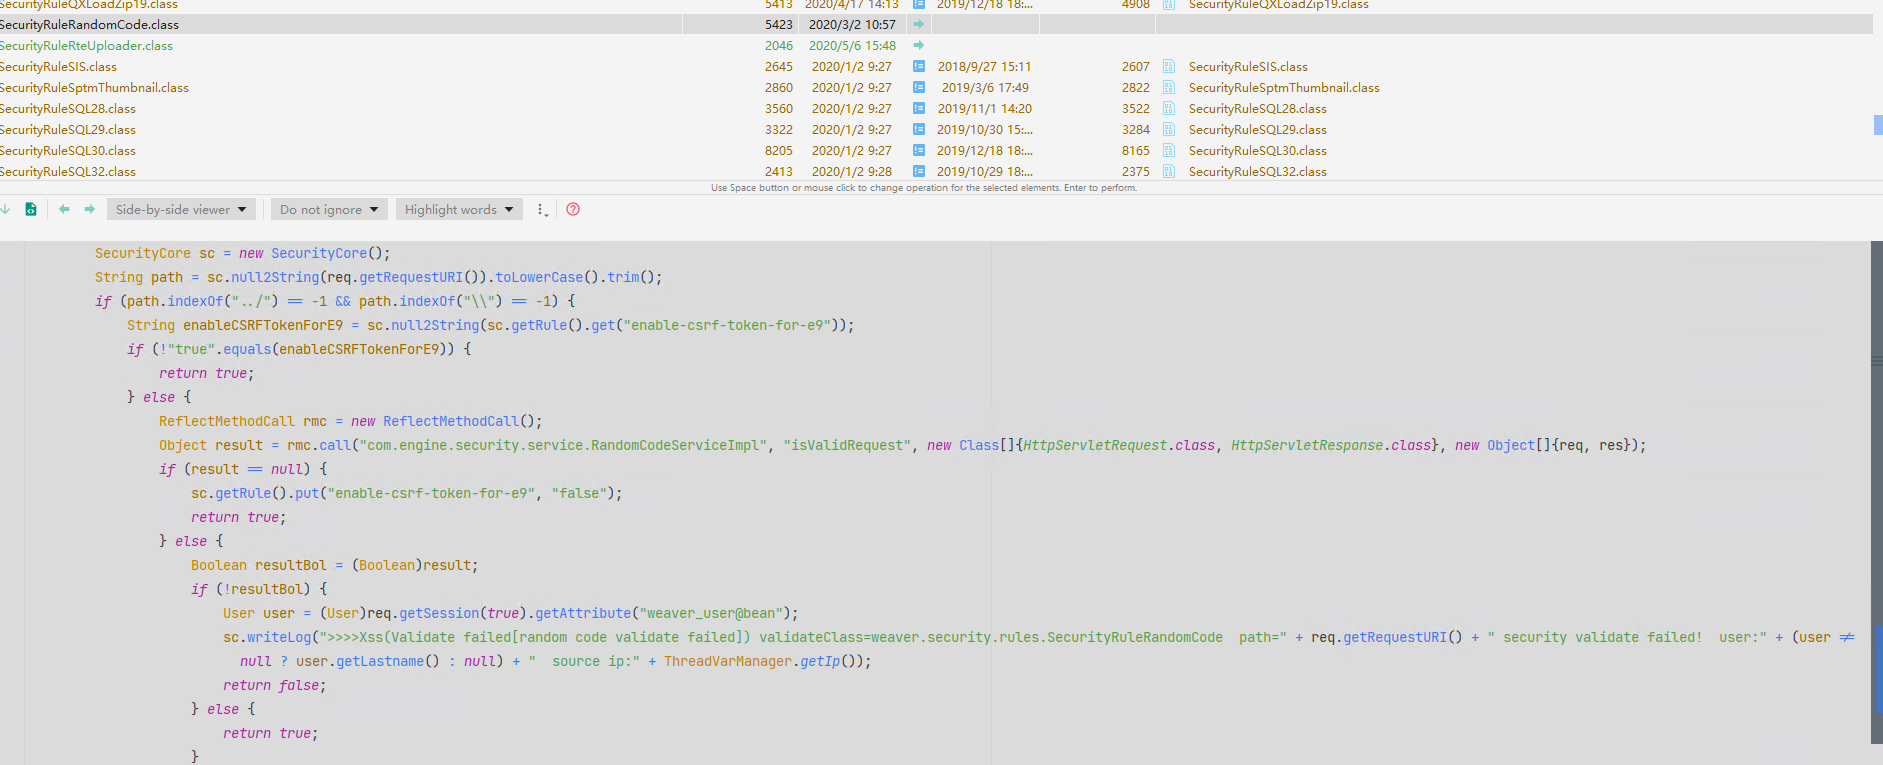 SecurityRuleQXLoadZip19.class 5413 2020/4/17 14:13 2019/12/18 18:... 4908 SecurityRuleQXLoadZip19.class
SecurityRuleRandomCode.class 5423 2020/3/2 10:57
SecurityRuleRteUploader.class 2046 2020/5/6 15:48
SecurityRuleSIS.class 2645 2020/1/2 9:27 2018/9/27 15:11 2607 SecurityRuleSIS.class
SecurityRuleSptmThumbnail.class 2860 2020/1/2 9:27 2019/3/6 17:49 2822 SecurityRuleSptmThumbnail.class
SecurityRuleSQL28.class 3560 2020/1/2 9:27 2019/11/1 14:20 3522 SecurityRuleSQL28.class
SecurityRuleSQL29.class 3322 2020/1/2 9:27 2019/10/30 15:... 3284 SecurityRuleSQL29.class
SecurityRuleSQL30.class 8205 2020/1/2 9:27 2019/12/18 18:... 8165 SecurityRuleSQL30.class
SecurityRuleSQL32.class 2413 2020/1/2 9:28 2019/10/29 18:... 2375 SecurityRuleSQL32.class
Use Space button or mouse click to change operation for the selected elements. Enter to perform.
Side-by-side viewer Do not ignore Highlight words
SecurityCore sc = new SecurityCore();
String path = sc.null2String(req.getRequestURI()).toLowerCase().trim();
if (path.indexOf("../") == -1 && path.indexOf("\\") == -1) {
String enableCSRFTokenForE9 = sc.null2String(sc.getRule().get("enable-csrf-token-for-e9"));
if (!"true".equals(enableCSRFTokenForE9)) {
return true;
} else {
ReflectMethodCall rmc = new ReflectMethodCall();
Object result = rmc.call("com.engine.security.service.RandomCodeServiceImpl", "isValidRequest", new Class[]{HttpServletRequest.class, HttpServletResponse.class}, new Object[]{req, res});
if (result == null) {
sc.getRule().put("enable-csrf-token-for-e9", "false");
return true;
} else {
Boolean resultBol = (Boolean)result;
if (!resultBol) {
User user = (User)req.getSession(true).getAttribute("weaver_user@bean");
sc.writeLog(">>>>Xss(Validate failed[random code validate failed]) validateClass=weaver.security.rules.SecurityRuleRandomCode  path=" + req.getRequestURI() + " security validate failed!  user:" + (user !=
null ? user.getLastname() : null) + "  source ip:" + ThreadVarManager.getIp());
return false;
} else {
return true;
}